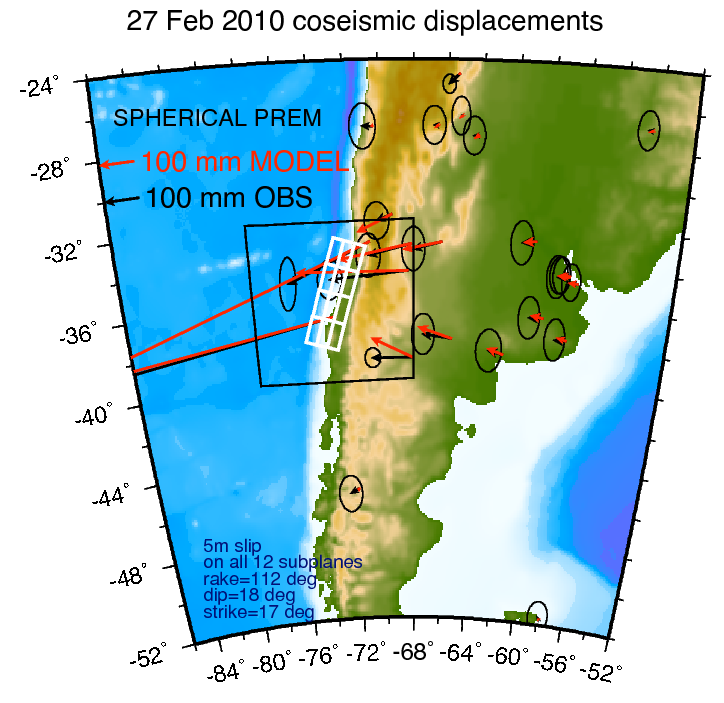 27 Feb 2010 coseismic displacements
-24°
SPHERICAL PREM
100 mm MODEL
-28°
100 mm OBS
-32°
-36°
-40°
-44°
-48°
5m slip
on all 12 subplanes
rake=112 deg
dip=18 deg
strike=17 deg
-52°
-84° -80° -76° -72° -68° -64° -60° -56° -52°